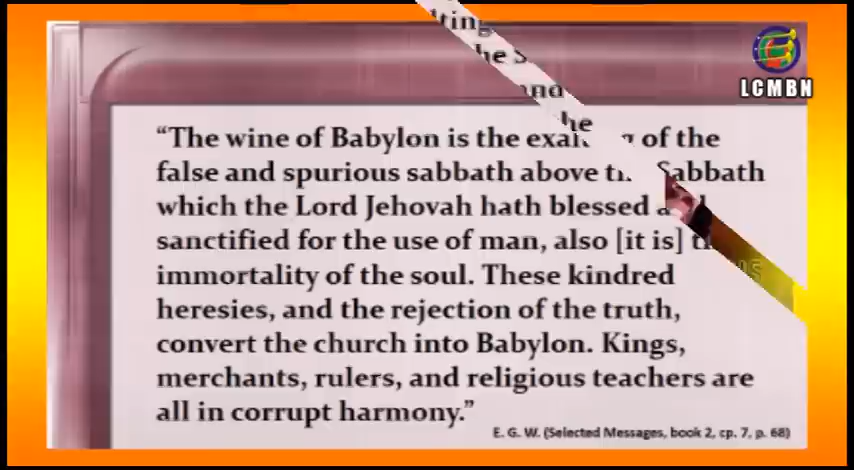 LCMBN
"The wine of Babylon is the of the
false and spurious sabbath above Sabbath
which the Lord Jehovah hath blessed
sanctified for the use of man, also [it is]
immortality of the soul. These kindred
heresies, and the rejection of the truth,
convert the church into Babylon. Kings,
merchants, rulers, and religious teachers are
all in corrupt harmony."
E. G. W. (Selected Messages, book 2, cp. 7, p. 68)